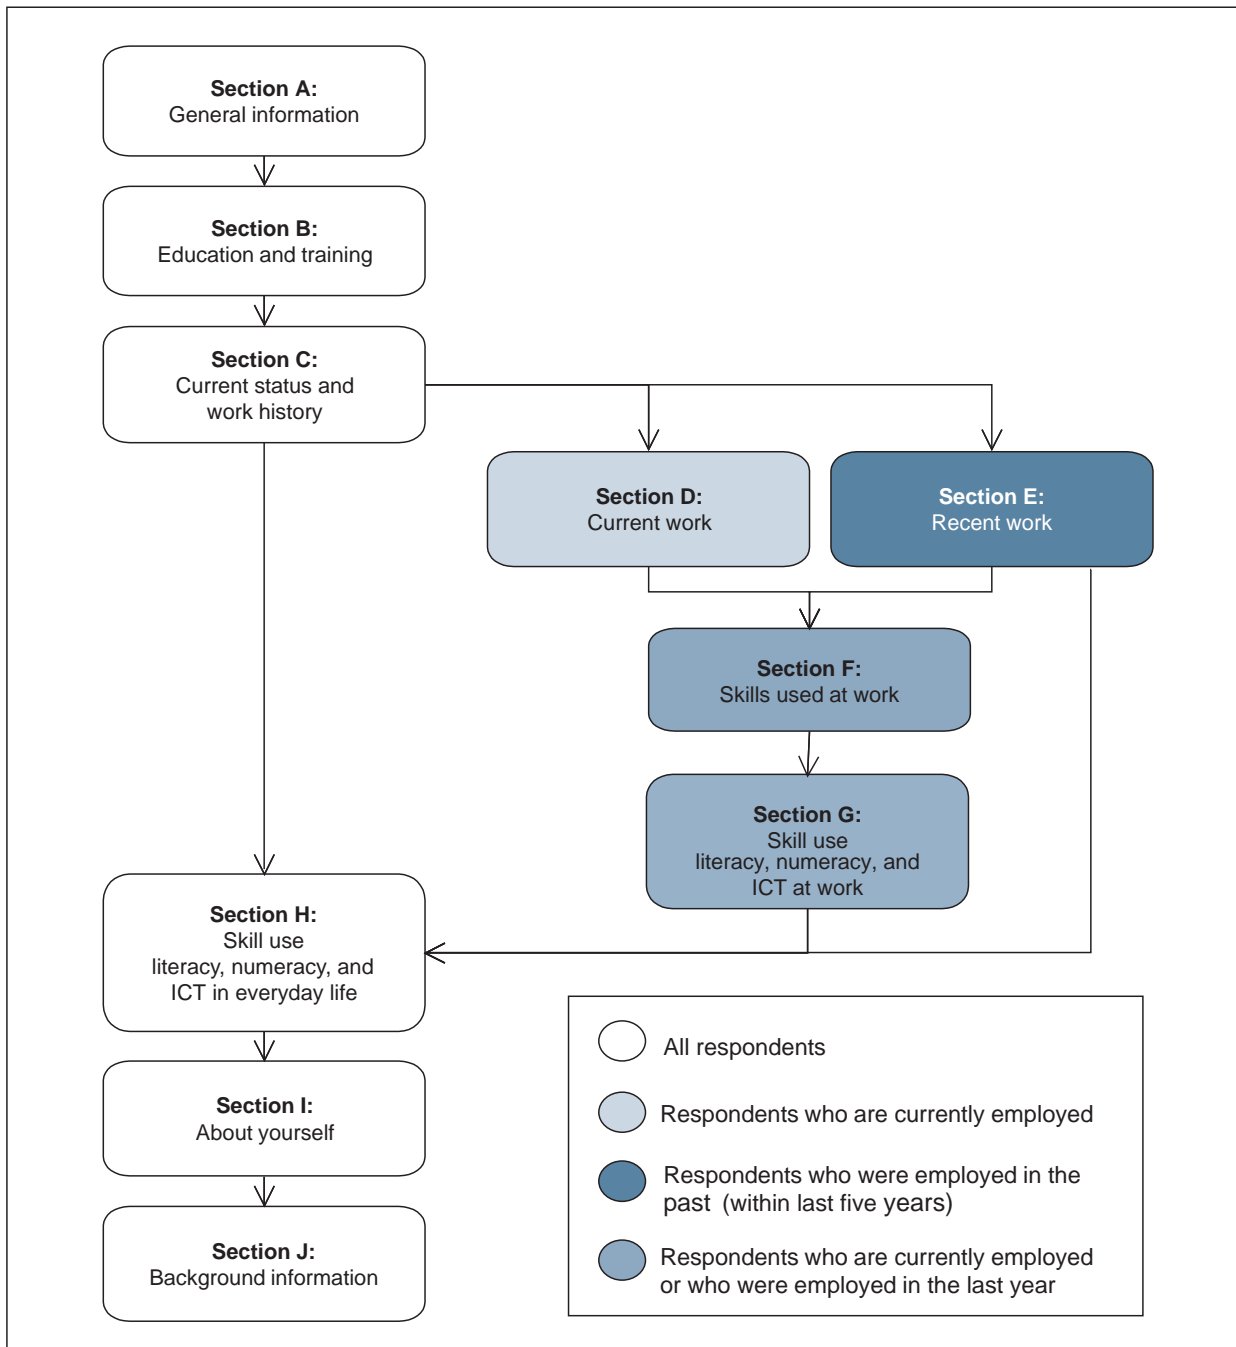 Section A:
General information
Section B:
Education and training
Section C:
Current status and
work history
Section D:
Current work
Section E:
Recent work
Section F:
Skills used at work
Section G:
Skill use
literacy, numeracy, and
ICT at work
Section H:
Skill use
literacy, numeracy, and
ICT in everyday life
Section I:
About yourself
Section J:
Background information
All respondents
Respondents who are currently employed
Respondents who were employed in the
past (within last five years)
Respondents who are currently employed
or who were employed in the last year